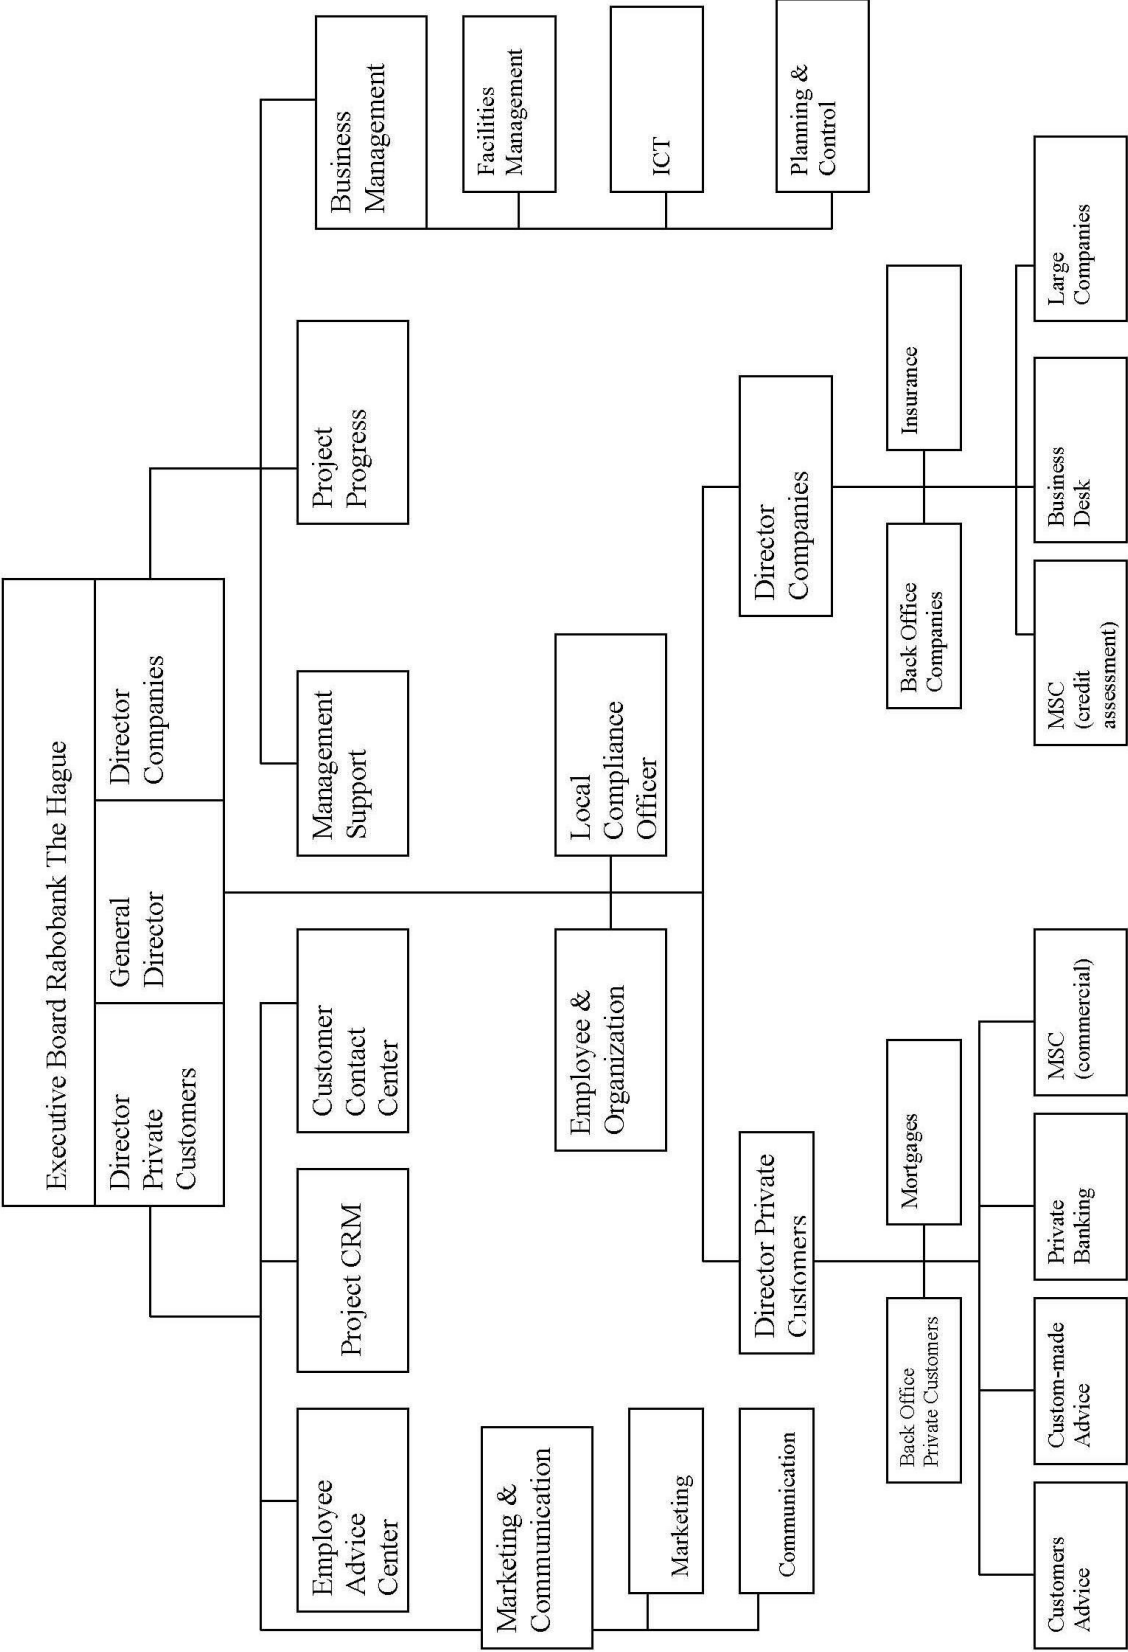 Executive Board Rabobank The Hague
Director
Private
Customers
General
Director
Director
Companies
Employee
Advice
Center
Project CRM
Customer
Contact
Center
Management
Support
Project
Progress
Business
Management
Marketing &
Communication
Marketing
Communication
Facilities
Management
ICT
Planning &
Control
Employee &
Organization
Local
Compliance
Officer
Director Private
Customers
Director
Companies
Back Office
Private Customers
Mortgages
Back Office
Companies
Insurance
Customers
Advice
Custom-made
Advice
Private
Banking
MSC
(commercial)
MSC
(credit
assessment)
Business
Desk
Large
Companies